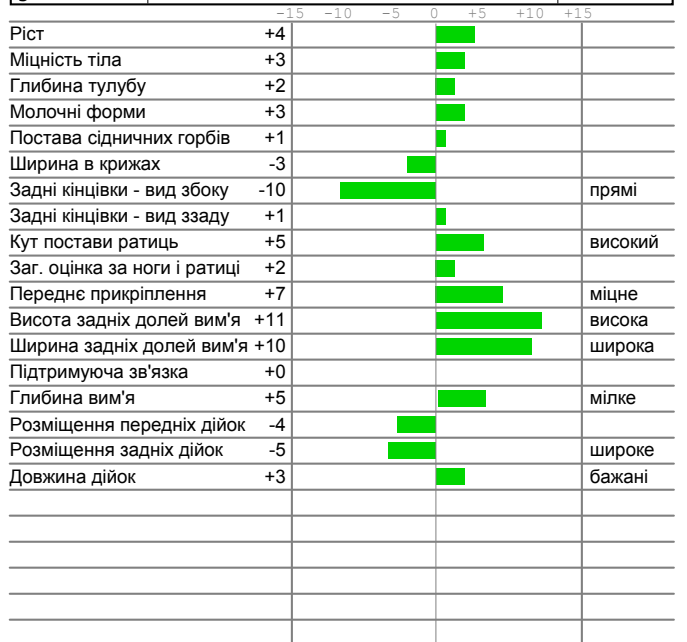 -15 -10 -5 0 +5 +10 +15
Ріст +4
Міцність тіла +3
Глибина тулубу +2
Молочні форми +3
Постава сідничних горбів +1
Ширина в крижах -3
Задні кінцівки - вид збоку -10 прямі
Задні кінцівки - вид ззаду +1
Кут постави ратиць +5 високий
Заг. оцінка за ноги і ратиці +2
Переднє прикріплення +7 міцне
Висота задніх долей вим'я +11 висока
Ширина задніх долей вим'я +10 широка
Підтримуюча зв'язка +0
Глибина вим'я +5 мілке
Розміщення передніх дійок -4
Розміщення задніх дійок -5 широке
Довжина дійок +3 бажані